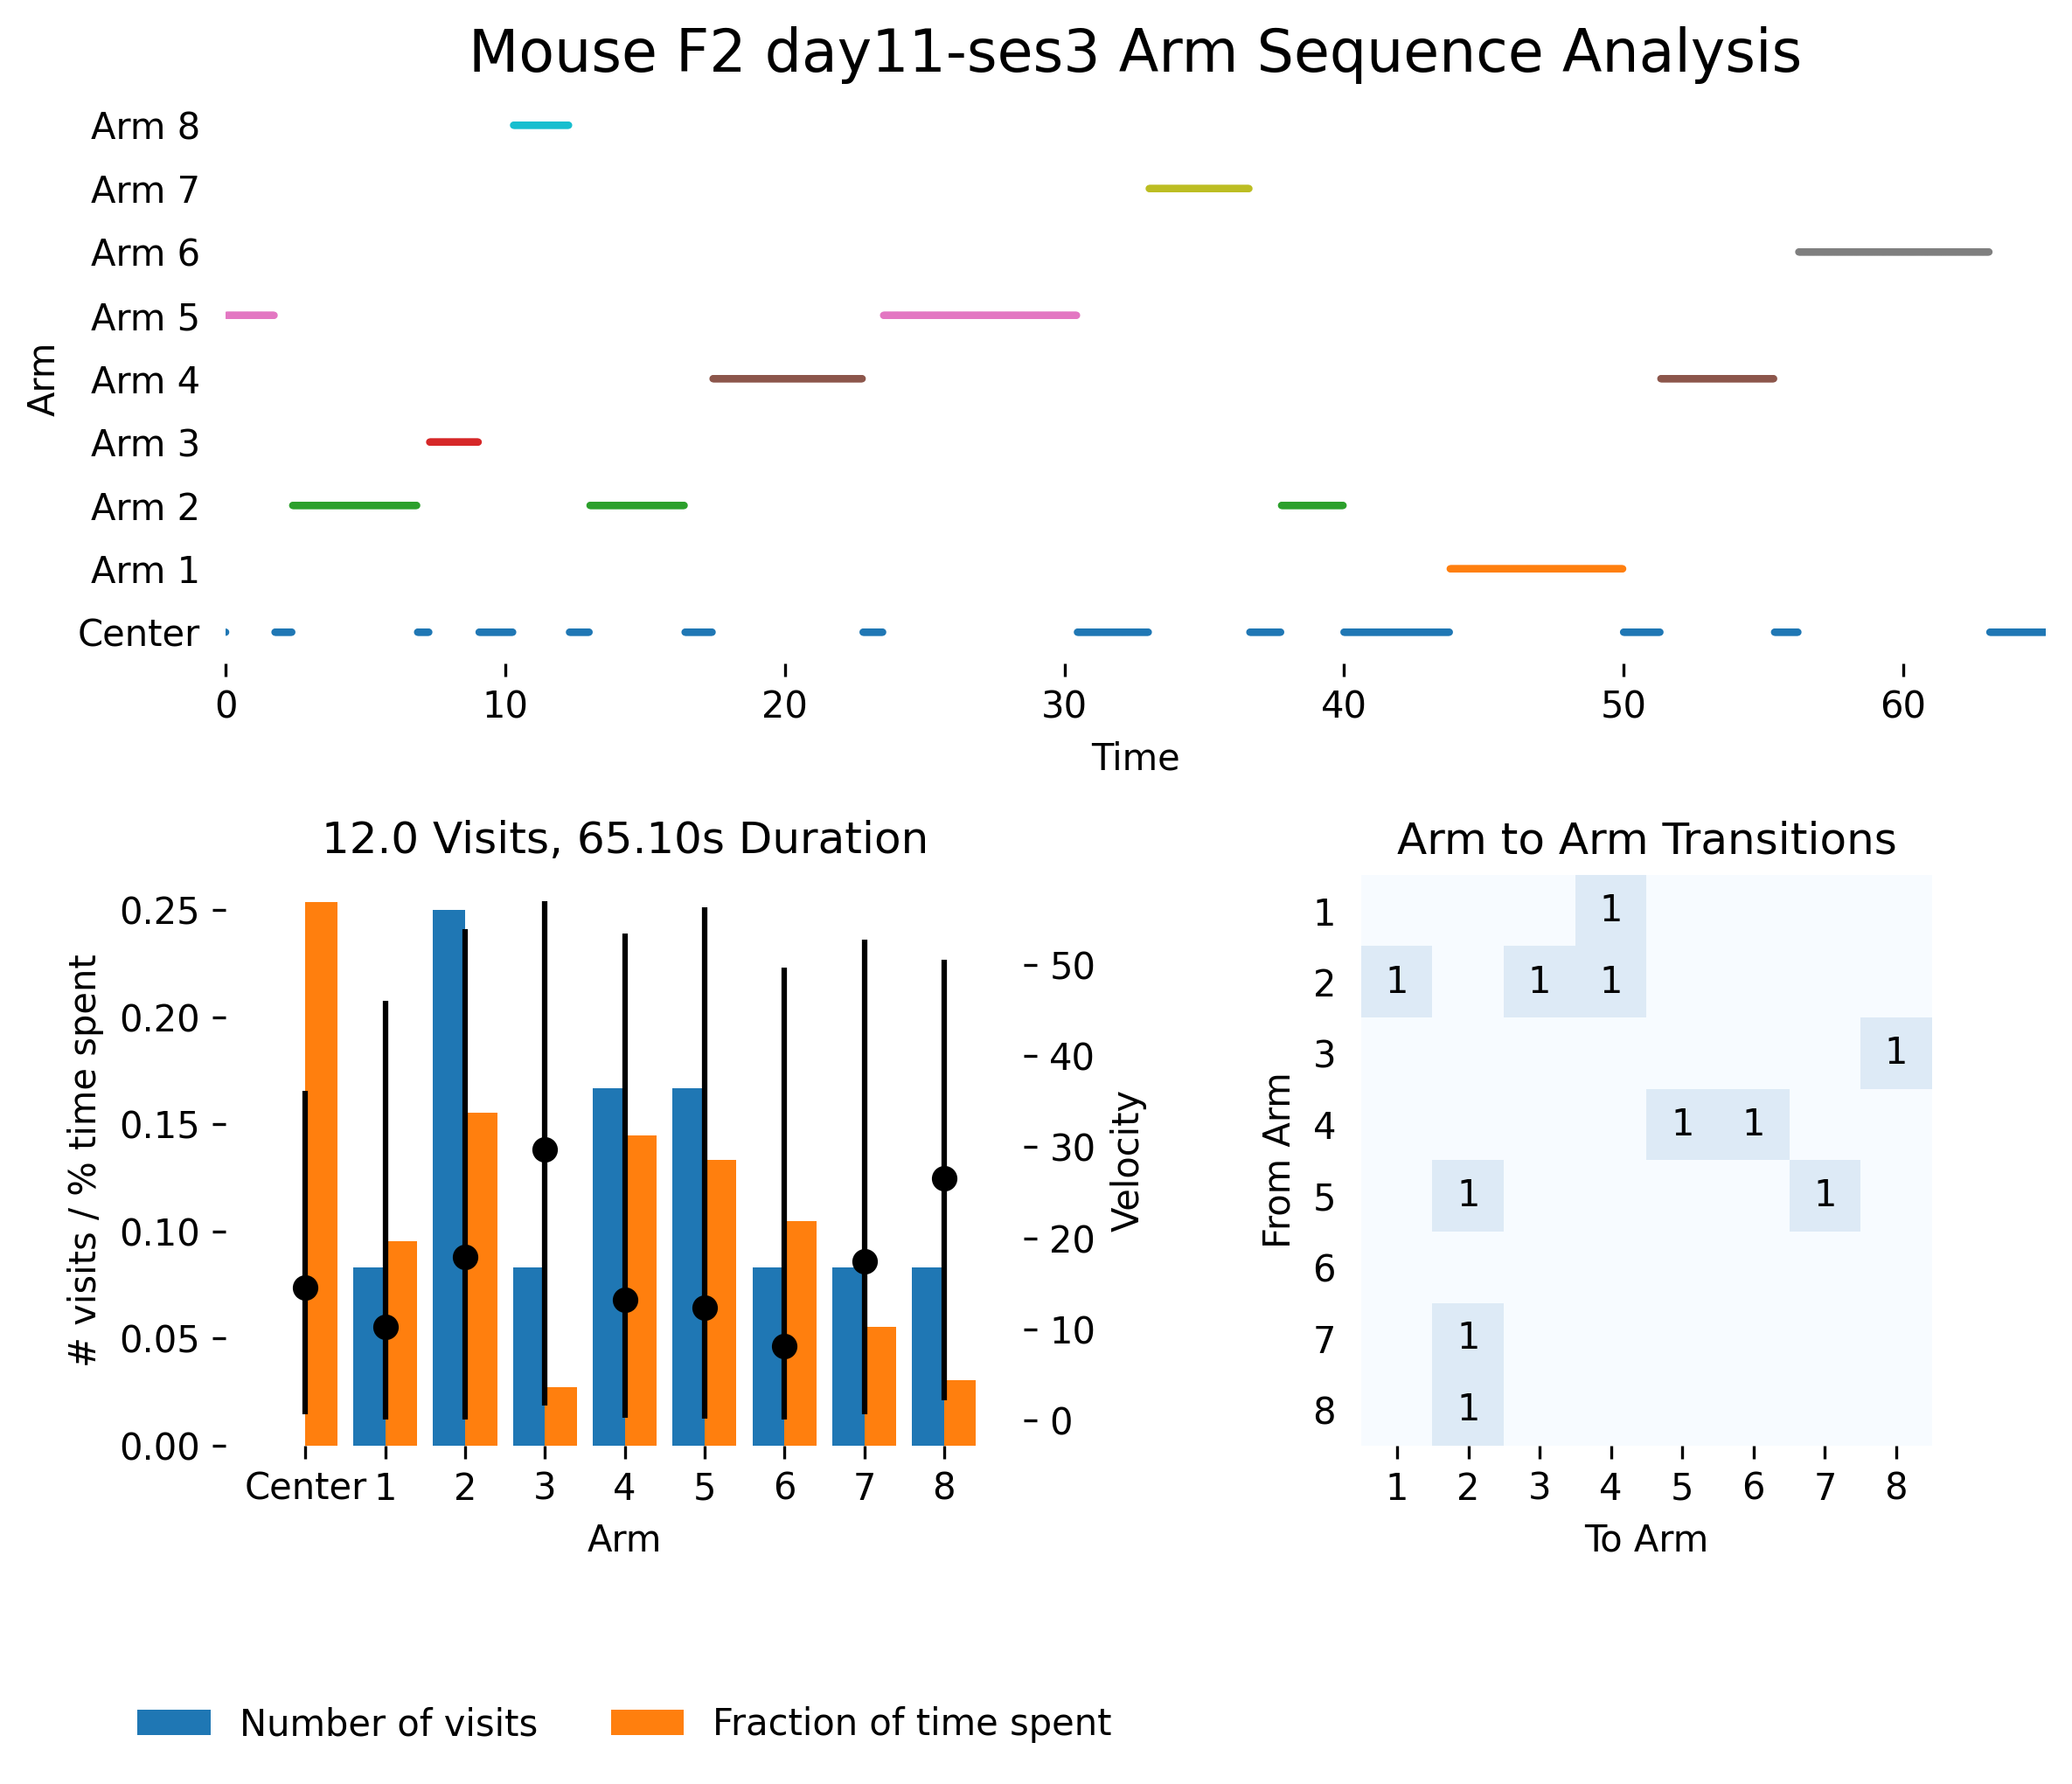 Mouse F2 day11-ses3 Arm Sequence Analysis
Arm 8
Arm 7
Arm 6
Arm 5
Arm 4
Arm 3
Arm 2
Arm 1
Center
Arm
0 10 20 30 40 50 60
Time
12.0 Visits, 65.10s Duration
0.25
0.20
0.15
0.10
0.05
0.00
# visits / % time spent
50
40
30
20
10
0
Velocity
Center 1 2 3 4 5 6 7 8
Arm
Arm to Arm Transitions
1 1
2 1 1 1
3 1
4 1 1
5 1 1
6
7 1
8 1
From Arm
1 2 3 4 5 6 7 8
To Arm
Number of visits Fraction of time spent